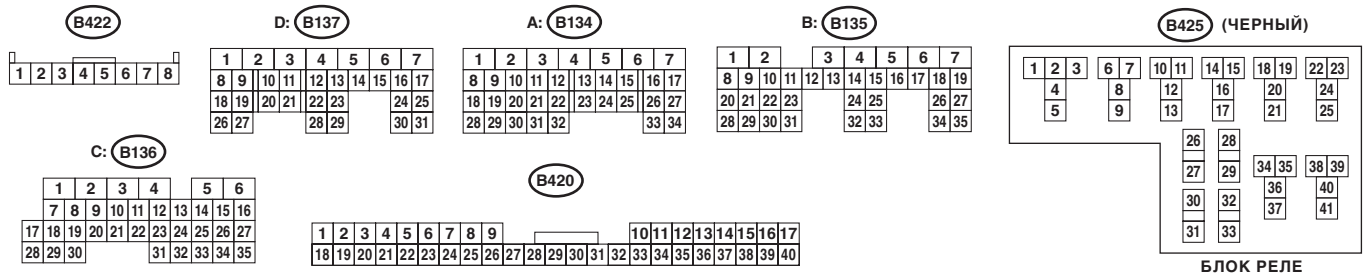 B422
1 2 3 4 5 6 7 8
D: B137
1 2 3 4 5 6 7
8 9 10 11 12 13 14 15 16 17
18 19 20 21 22 23 24 25
26 27 28 29 30 31
A: B134
1 2 3 4 5 6 7
8 9 10 11 12 13 14 15 16 17
18 19 20 21 22 23 24 25 26 27
28 29 30 31 32 33 34
B: B135
1 2 3 4 5 6 7
8 9 10 11 12 13 14 15 16 17 18 19
20 21 22 23 24 25 26 27
28 29 30 31 32 33 34 35
B425 (ЧЕРНЫЙ)
1 2 3 6 7 10 11 14 15 18 19 22 23
4 8 12 16 20 24
5 9 13 17 21 25
26 28
27 29 34 35 38 39
36 40
30 32 37 41
31 33
БЛОК РЕЛЕ
C: B136
1 2 3 4 5 6
7 8 9 10 11 12 13 14 15 16
17 18 19 20 21 22 23 24 25 26 27
28 29 30 31 32 33 34 35
B420
1 2 3 4 5 6 7 8 9 10 11 12 13 14 15 16 17
18 19 20 21 22 23 24 25 26 27 28 29 30 31 32 33 34 35 36 37 38 39 40